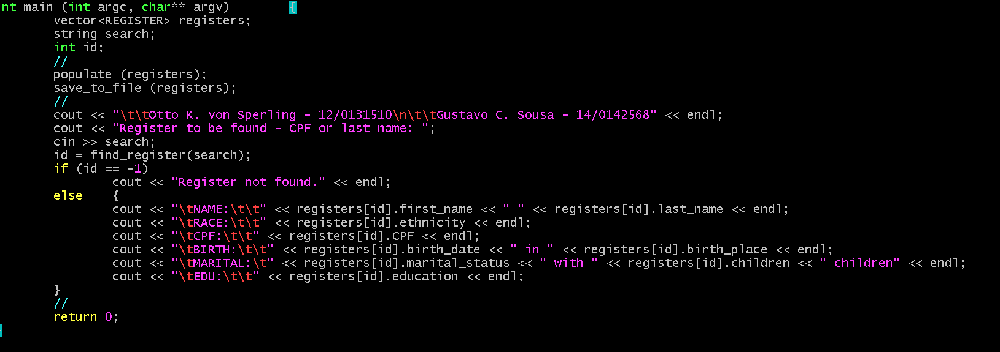 nt main (int argc, char** argv)        {
        vector<REGISTER> registers;
        string search;
        int id;
        //
        populate (registers);
        save_to_file (registers);
        //
        cout << "\t\tOtto K. von Sperling - 12/0131510\n\t\tGustavo C. Sousa - 14/0142568" << endl;
        cout << "Register to be found - CPF or last name: ";
        cin >> search;
        id = find_register(search);
        if (id == -1)
                cout << "Register not found." << endl;
        else    {
                cout << "\tNAME:\t\t" << registers[id].first_name << " " << registers[id].last_name << endl;
                cout << "\tRACE:\t\t" << registers[id].ethnicity << endl;
                cout << "\tCPF:\t\t" << registers[id].CPF << endl;
                cout << "\tBIRTH:\t\t" << registers[id].birth_date << " in " << registers[id].birth_place << endl;
                cout << "\tMARITAL:\t" << registers[id].marital_status << " with " << registers[id].children << " children" << endl;
                cout << "\tEDU:\t\t" << registers[id].education << endl;
        }
        //
        return 0;